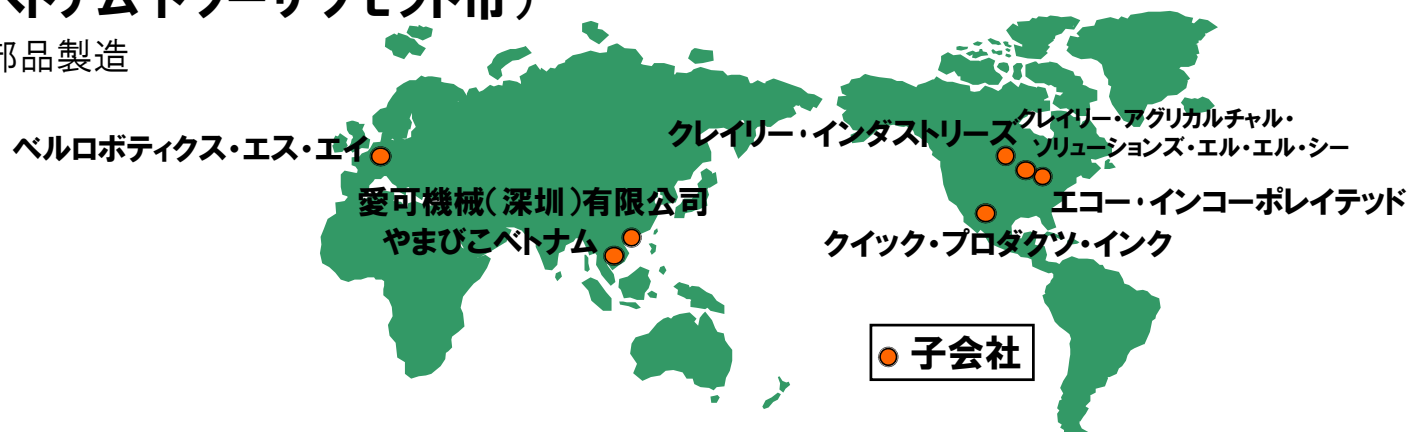 部品製造
ベルロボティクス・エス・エイ
クレイリー・インダストリーズ
クレイリー・アグリカルチャル・
ソリューションズ・エル・エル・シー
愛可機械(深圳)有限公司
やまびこベトナム
エコー・インコーポレイテッド
クイック・プロダクツ・インク
子会社